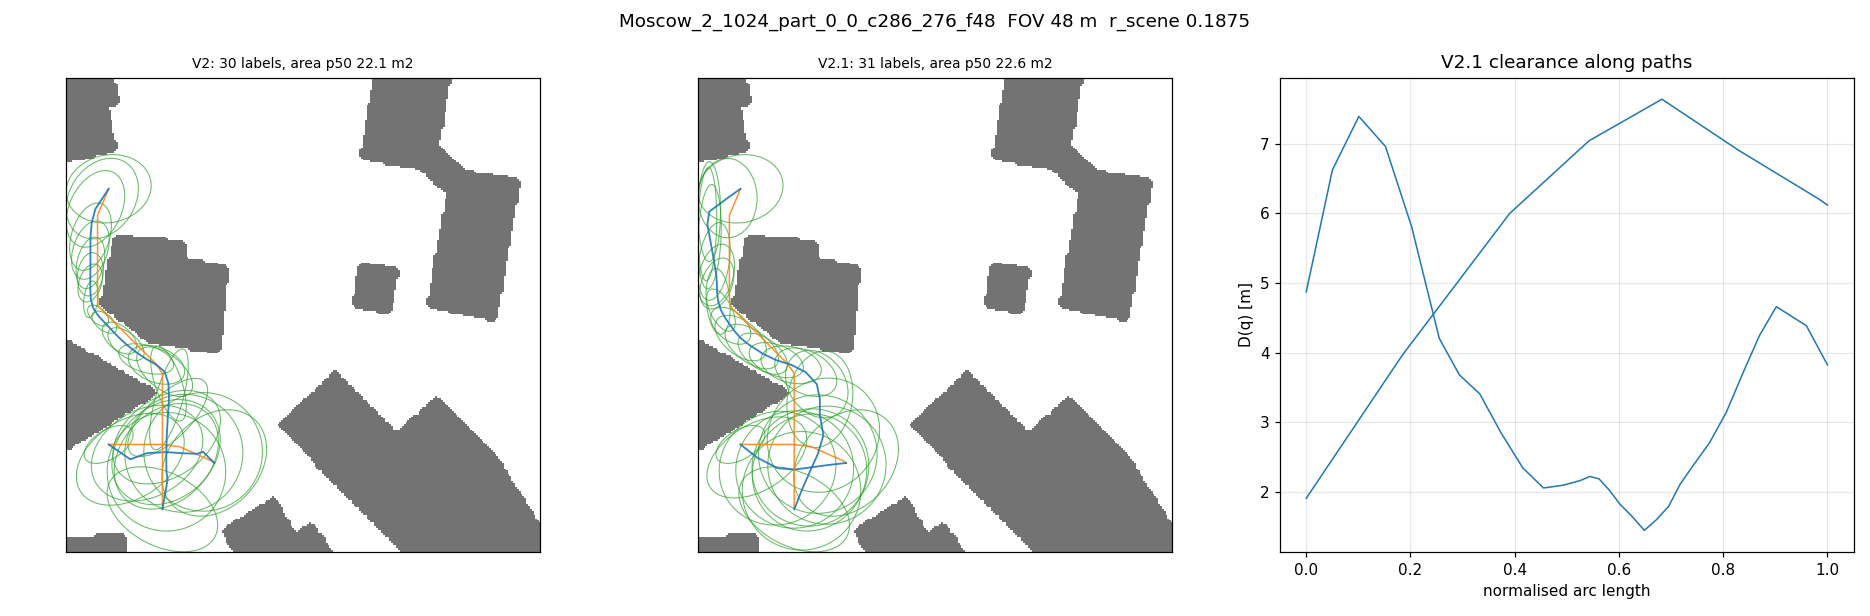 Moscow_2_1024_part_0_0_c286_276_f48  FOV 48 m  r_scene 0.1875
V2: 30 labels, area p50 22.1 m2
V2.1: 31 labels, area p50 22.6 m2
V2.1 clearance along paths
D(q) [m]
7
6
5
4
3
2
0.0 0.2 0.4 0.6 0.8 1.0
normalised arc length